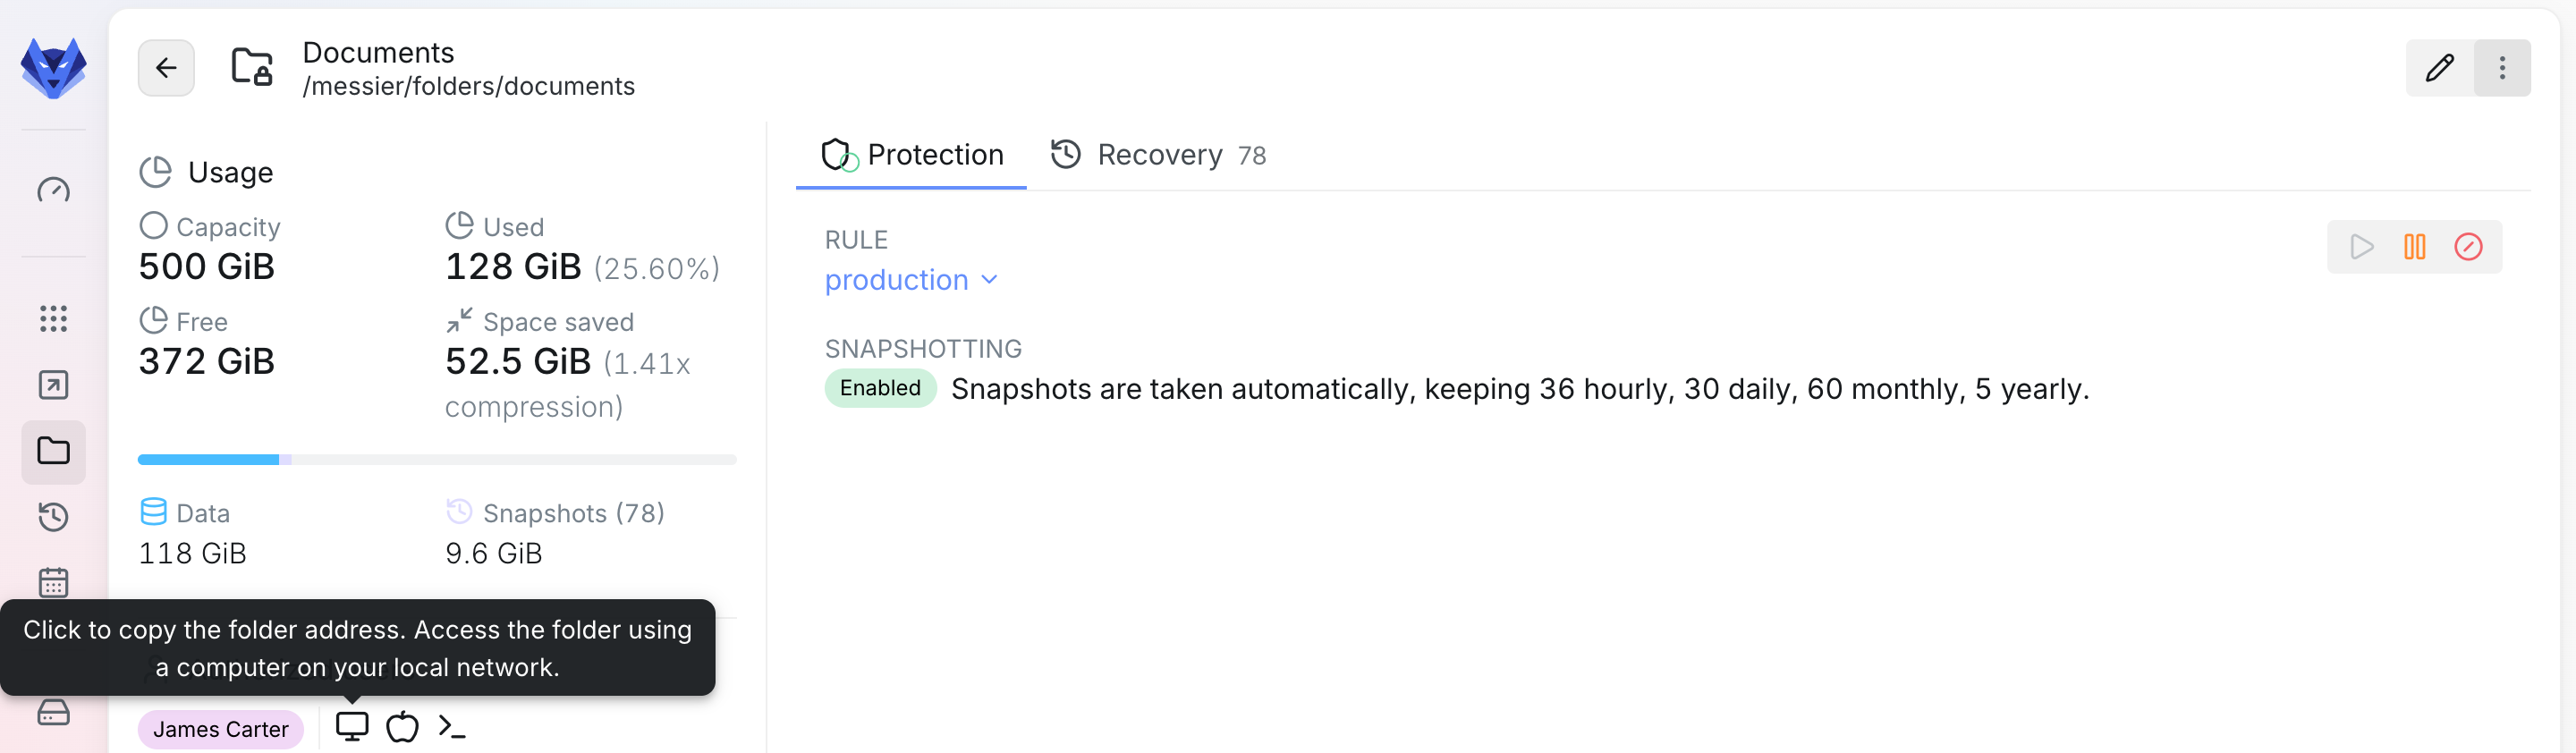 Documents
/messier/folders/documents
Usage
Capacity
500 GiB
Used
128 GiB (25.60%)
Free
372 GiB
Space saved
52.5 GiB (1.41x
compression)
Data
118 GiB
Snapshots (78)
9.6 GiB
Click to copy the folder address. Access the folder using
a computer on your local network.
James Carter
Protection
Recovery 78
RULE
production
SNAPSHOTTING
Enabled Snapshots are taken automatically, keeping 36 hourly, 30 daily, 60 monthly, 5 yearly.